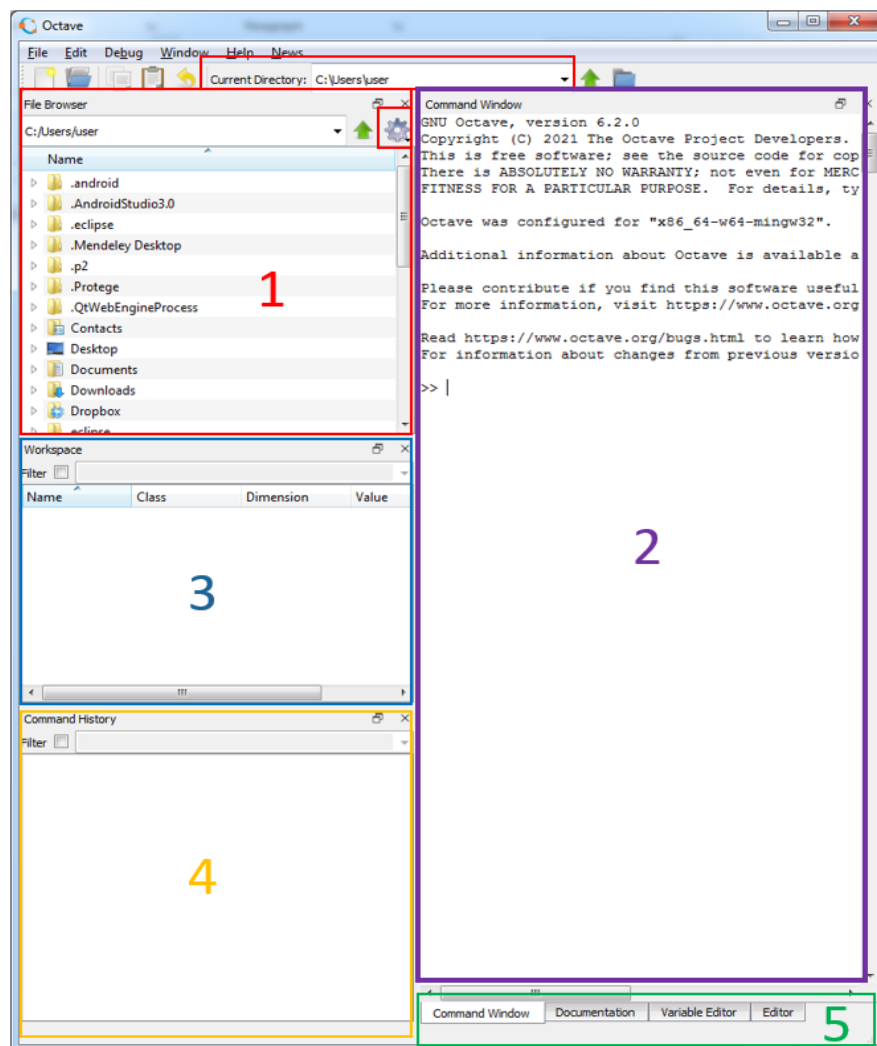 Octave
File Edit Debug Window Help News
Current Directory: C:\Users\user
File Browser
C:/Users/user
Name
.android
.AndroidStudio3.0
.eclipse
.Mendeley Desktop
.p2
.Protege
.QtWebEngineProcess
Contacts
Desktop
Documents
Downloads
Dropbox
eclipse
1
Workspace
Filter
Name Class Dimension Value
3
Command History
Filter
4
Command Window
GNU Octave, version 6.2.0
Copyright (C) 2021 The Octave Project Developers.
This is free software; see the source code for cop
There is ABSOLUTELY NO WARRANTY; not even for MERC
FITNESS FOR A PARTICULAR PURPOSE. For details, ty
Octave was configured for "x86_64-w64-mingw32".
Additional information about Octave is available a
Please contribute if you find this software useful
For more information, visit https://www.octave.org
Read https://www.octave.org/bugs.html to learn how
For information about changes from previous versio
>>
2
Command Window Documentation Variable Editor Editor
5